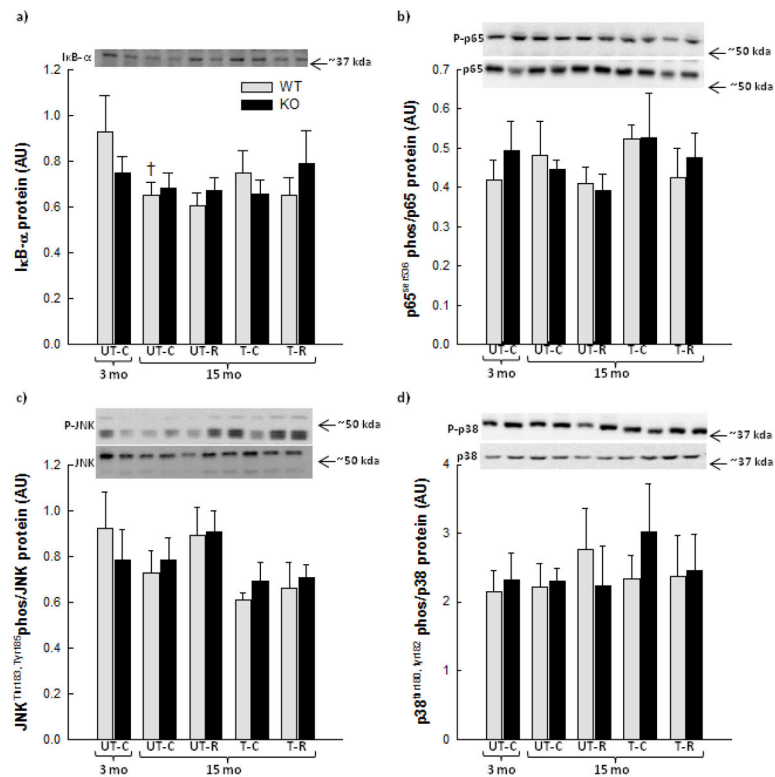 a)
IκB-α
~37 kda
1.2
1.0
0.8
0.6
0.4
0.2
0.0
IκB-α protein (AU)
WT
KO
†
UT-C UT-C UT-R T-C T-R
3 mo 15 mo
b)
P-p65
~50 kda
p65
~50 kda
0.7
0.6
0.5
0.4
0.3
0.2
0.1
0.0
p65ser536 phos/p65 protein (AU)
UT-C UT-C UT-R T-C T-R
3 mo 15 mo
c)
P-JNK
~50 kda
JNK
~50 kda
1.2
1.0
0.8
0.6
0.4
0.2
0.0
JNKThr183, Tyr185phos/JNK protein (AU)
UT-C UT-C UT-R T-C T-R
3 mo 15 mo
d)
P-p38
~37 kda
p38
~37 kda
4
3
2
1
0
p38thr180, tyr182 phos/p38 protein (AU)
UT-C UT-C UT-R T-C T-R
3 mo 15 mo